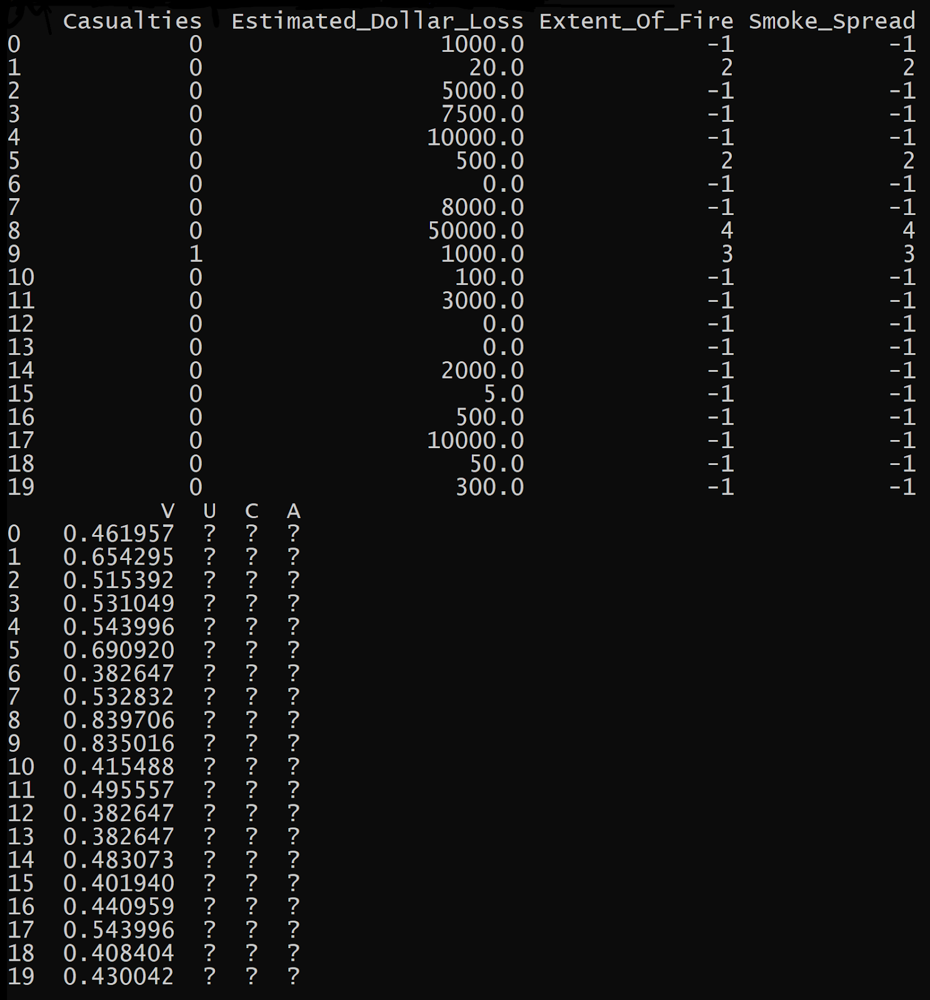 Casualties Estimated_Dollar_Loss Extent_Of_Fire Smoke_Spread
0 0 1000.0 -1 -1
1 0 20.0 2 2
2 0 5000.0 -1 -1
3 0 7500.0 -1 -1
4 0 10000.0 -1 -1
5 0 500.0 2 2
6 0 0.0 -1 -1
7 0 8000.0 -1 -1
8 0 50000.0 4 4
9 1 1000.0 3 3
10 0 100.0 -1 -1
11 0 3000.0 -1 -1
12 0 0.0 -1 -1
13 0 0.0 -1 -1
14 0 2000.0 -1 -1
15 0 5.0 -1 -1
16 0 500.0 -1 -1
17 0 10000.0 -1 -1
18 0 50.0 -1 -1
19 0 300.0 -1 -1
V U C A
0 0.461957 ? ? ?
1 0.654295 ? ? ?
2 0.515392 ? ? ?
3 0.531049 ? ? ?
4 0.543996 ? ? ?
5 0.690920 ? ? ?
6 0.382647 ? ? ?
7 0.532832 ? ? ?
8 0.839706 ? ? ?
9 0.835016 ? ? ?
10 0.415488 ? ? ?
11 0.495557 ? ? ?
12 0.382647 ? ? ?
13 0.382647 ? ? ?
14 0.483073 ? ? ?
15 0.401940 ? ? ?
16 0.440959 ? ? ?
17 0.543996 ? ? ?
18 0.408404 ? ? ?
19 0.430042 ? ? ?